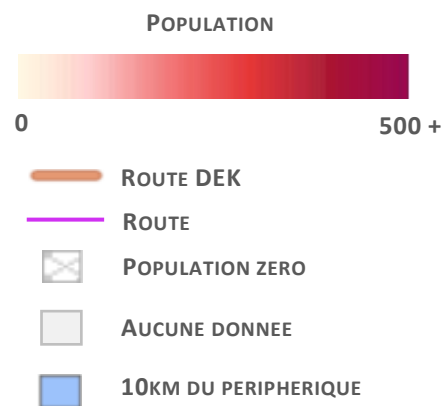 POPULATION
0 500 +
ROUTE DEK
ROUTE
POPULATION ZERO
AUCUNE DONNEE
10KM DU PERIPHERIQUE